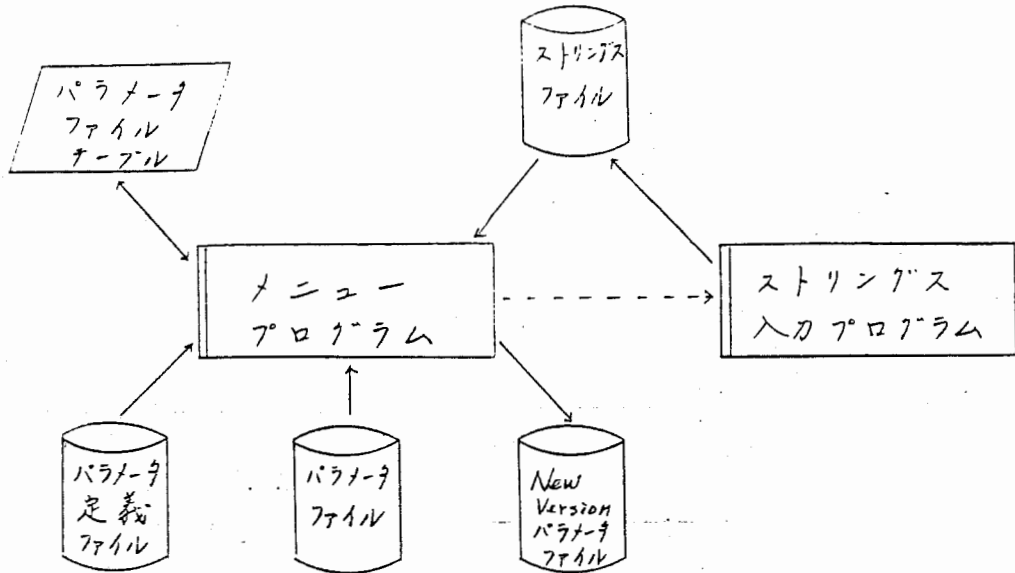 ストリングス
ファイル
パラメータ
ファイル
テーブル
メニュー
プログラム
ストリングス
入力プログラム
パラメータ
定義
ファイル
パラメータ
ファイル
New
Version
パラメータ
ファイル